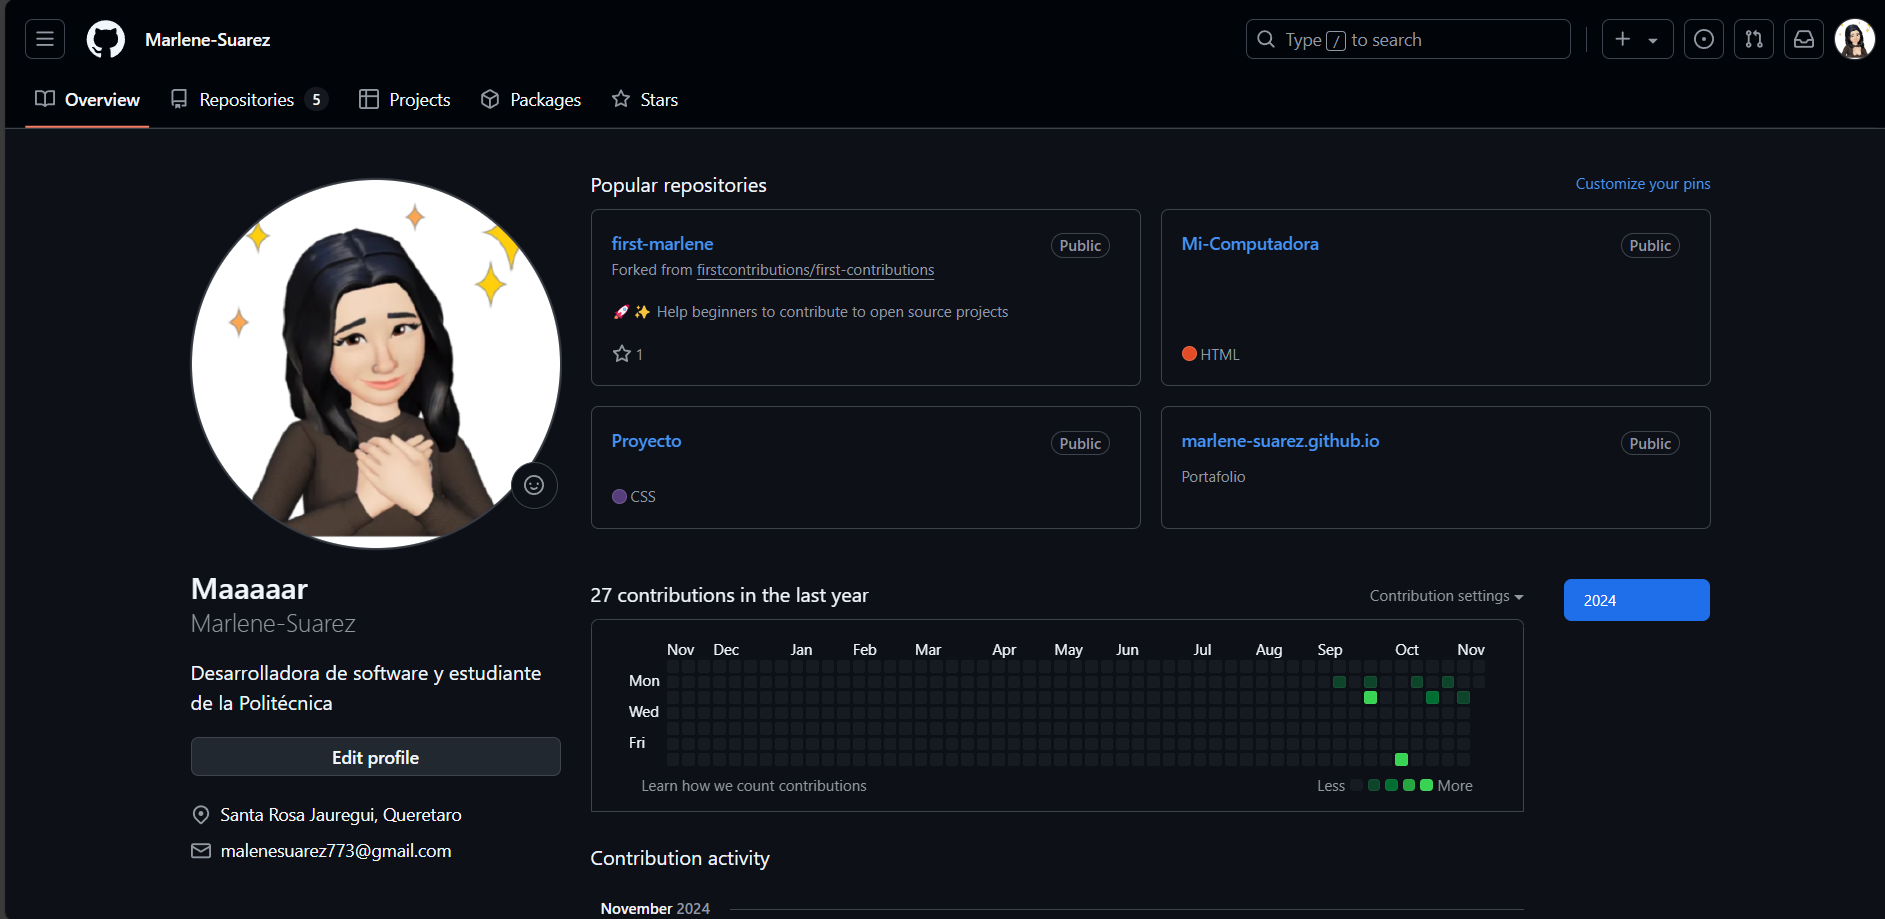 Marlene-Suarez
Type / to search
Overview
Repositories 5
Projects
Packages
Stars
Maaaaar
Marlene-Suarez
Desarrolladora de software y estudiante
de la Politécnica
Edit profile
Santa Rosa Jauregui, Queretaro
malenesuarez773@gmail.com
Popular repositories
Customize your pins
first-marlene
Public
Forked from firstcontributions/first-contributions
🚀 ✨ Help beginners to contribute to open source projects
1
Mi-Computadora
Public
HTML
Proyecto
Public
CSS
marlene-suarez.github.io
Public
Portafolio
27 contributions in the last year
Contribution settings
2024
Nov Dec Jan Feb Mar Apr May Jun Jul Aug Sep Oct Nov
Mon
Wed
Fri
Learn how we count contributions
Less
More
Contribution activity
November 2024